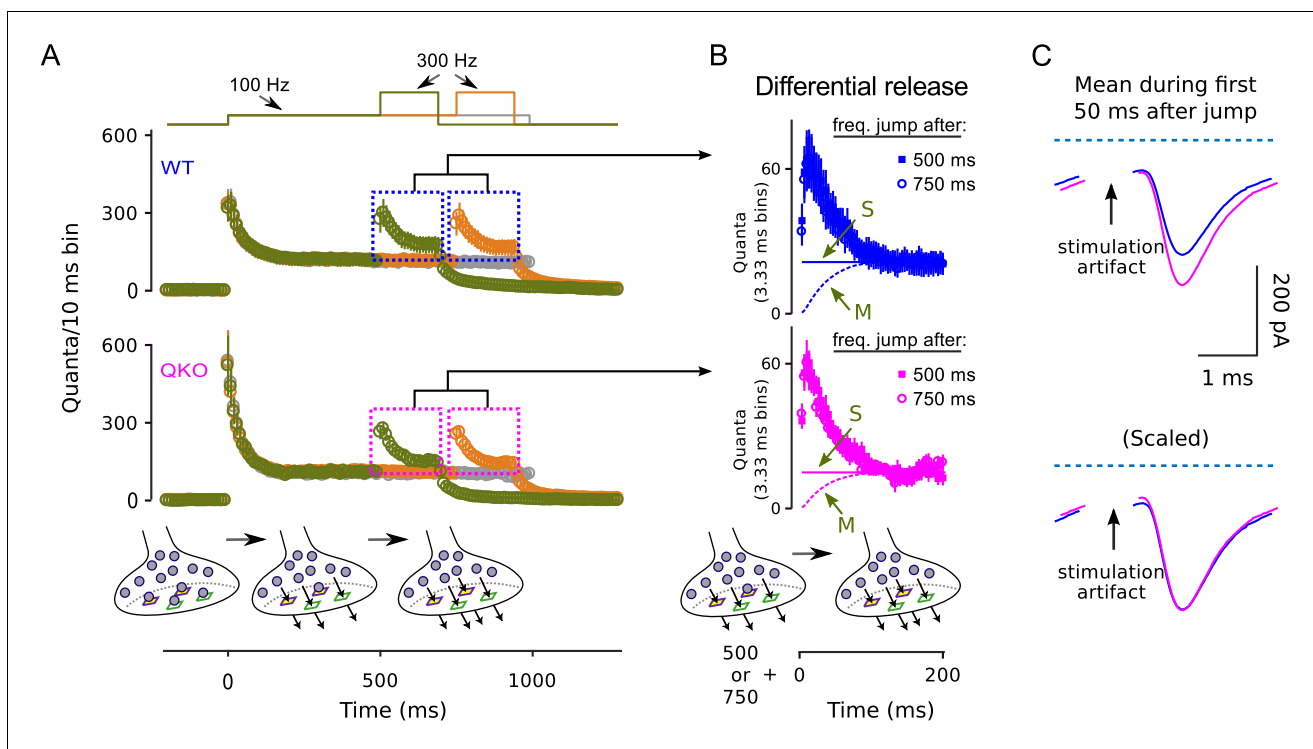 A
100 Hz
300 Hz
600
WT
300
0
600
QKO
300
0
Quanta/10 ms bin
0
500
1000
Time (ms)
B
Differential release
freq. jump after:
500 ms
750 ms
60
S
M
0
Quanta
(3.33 ms bins)
freq. jump after:
500 ms
750 ms
60
S
M
0
Quanta
(3.33 ms bins)
500
or +
750
0
200
Time (ms)
C
Mean during first
50 ms after jump
stimulation
artifact
200 pA
1 ms
(Scaled)
stimulation
artifact